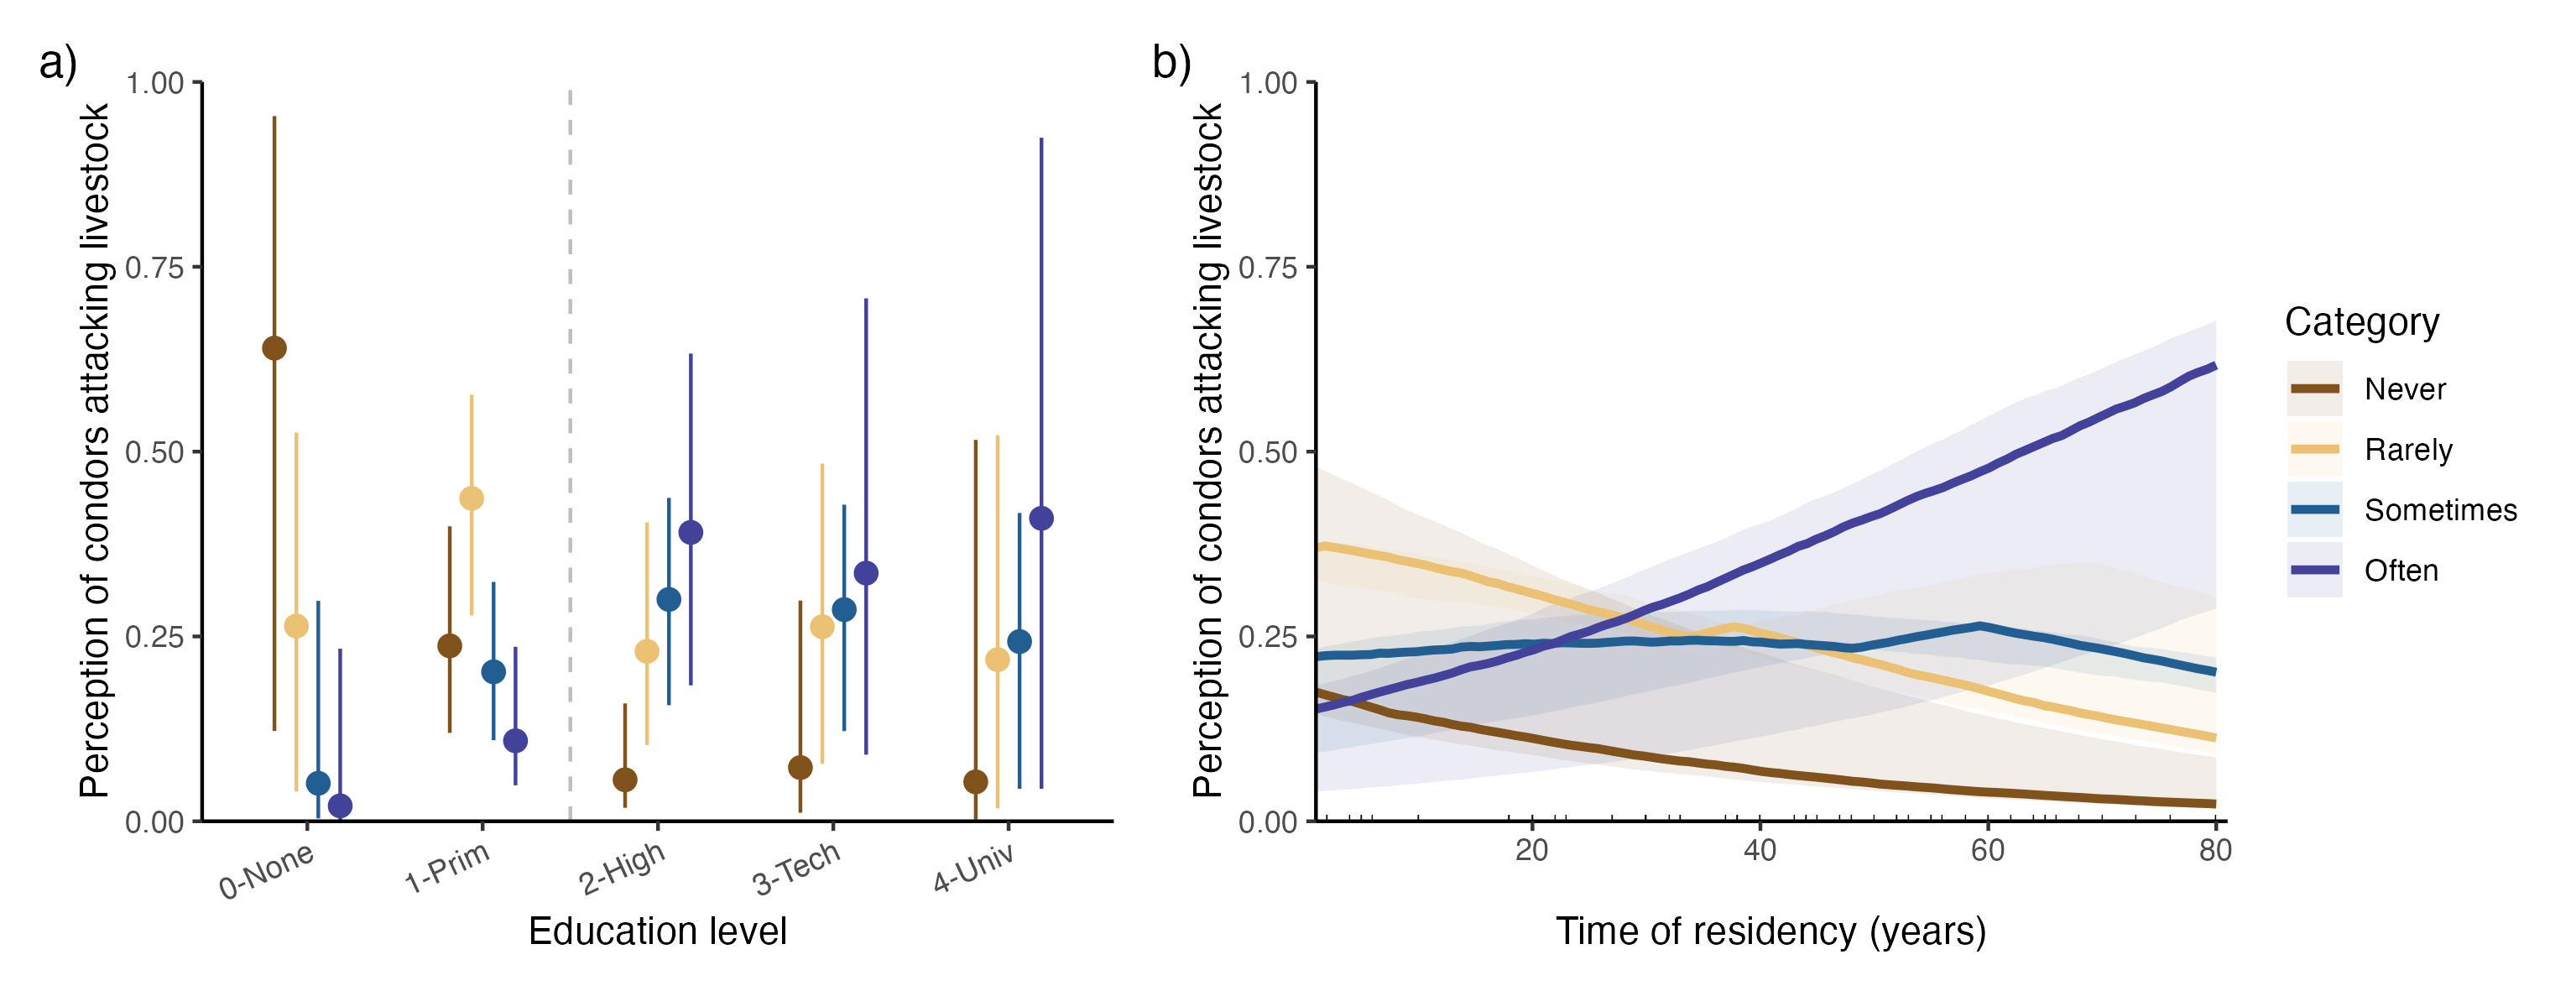 a)
Perception of condors attacking livestock
1.00
0.75
0.50
0.25
0.00
0-None
1-Prim
2-High
3-Tech
4-Univ
Education level
b)
Perception of condors attacking livestock
1.00
0.75
0.50
0.25
0.00
20
40
60
80
Time of residency (years)
Category
Never
Rarely
Sometimes
Often